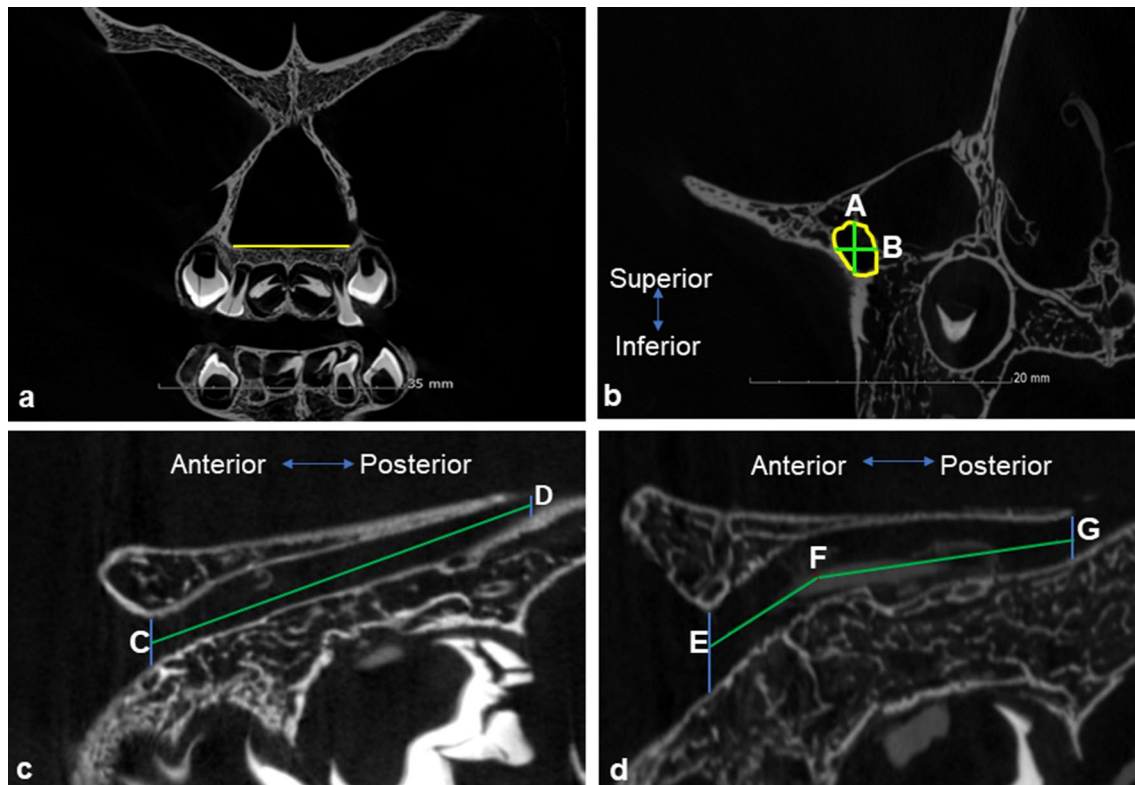 35 mm
a
A
B
Superior
Inferior
20 mm
b
Anterior Posterior
D
C
c
Anterior Posterior
G
F
E
d